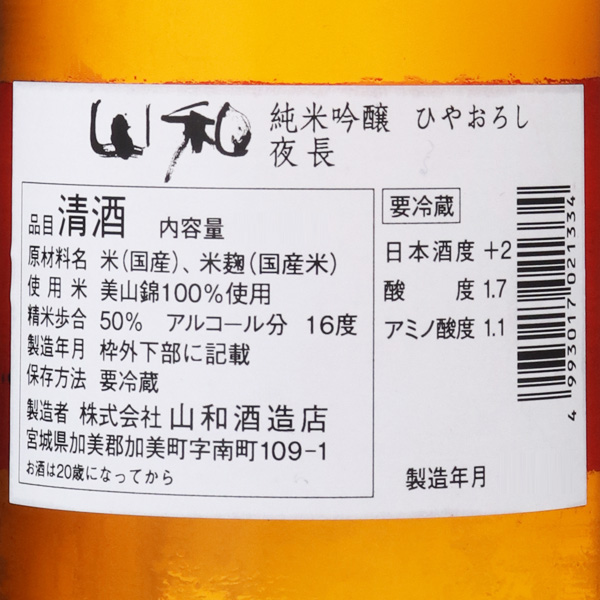 山和 純米吟醸 ひやおろし
夜長
品目 清酒 内容量
原材料名 米(国産)、米麹(国産米)
使用米 美山錦100%使用
精米歩合 50% アルコール分 16度
製造年月 枠外下部に記載
保存方法 要冷蔵
製造者 株式会社 山和酒造店
宮城県加美郡加美町字南町109-1
お酒は20歳になってから
要冷蔵
日本酒度 +2
酸度 1.7
アミノ酸度 1.1
製造年月
4993017021334